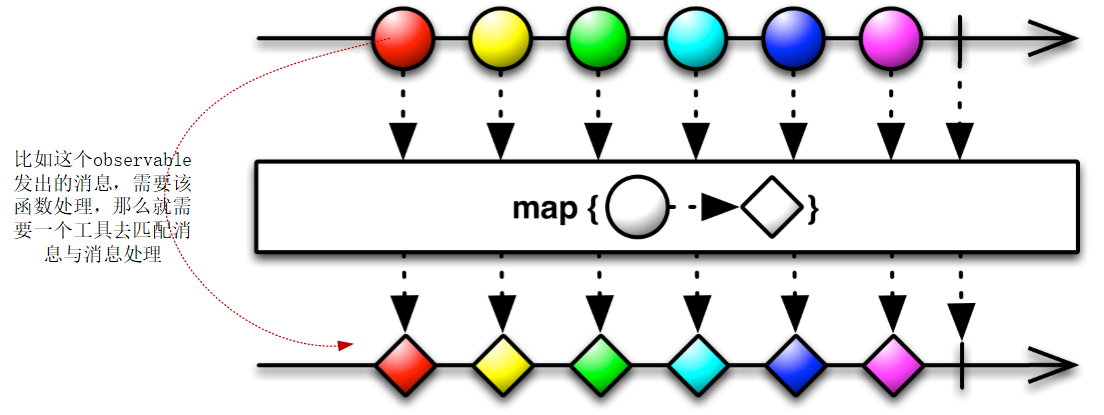 比如这个observable
发出的消息，需要该
函数处理，那么就需
要一个工具去匹配消
息与消息处理
map { }